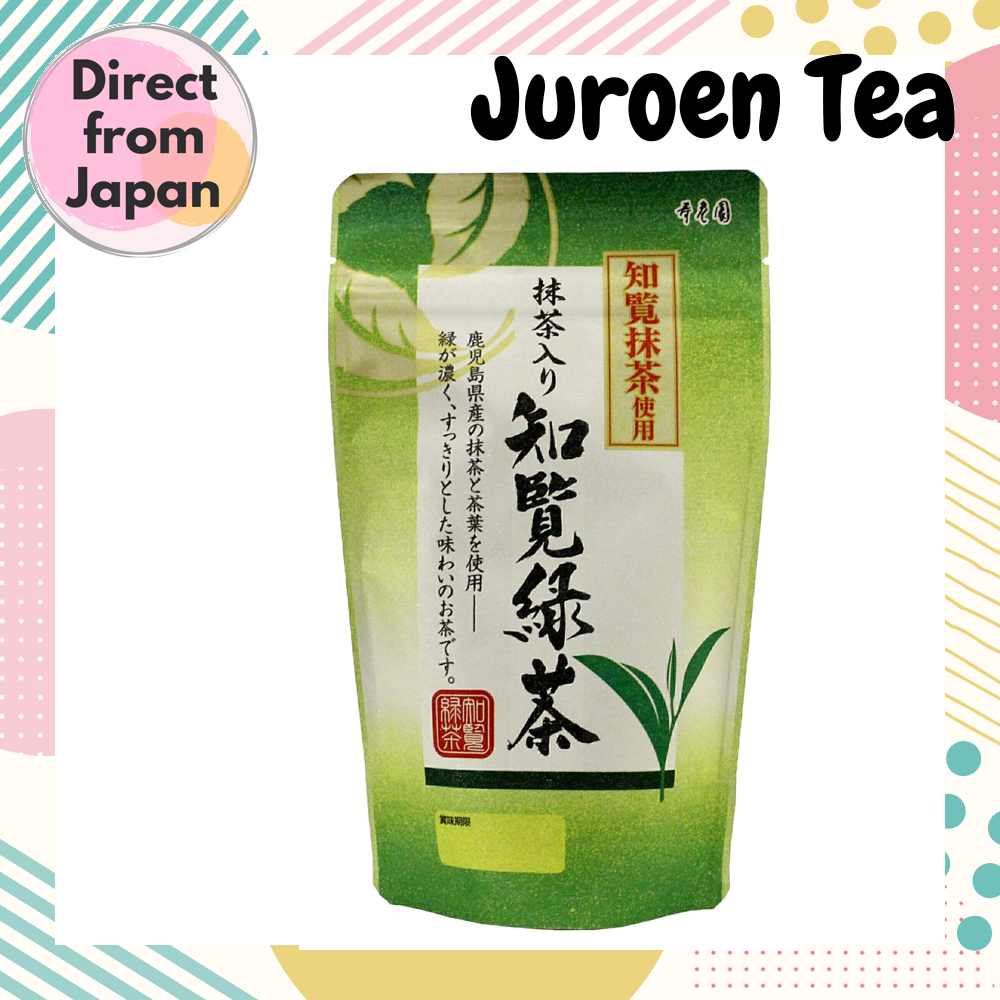 Direct
from
Japan
Juroen Tea
寿老園
知覧抹茶使用
抹茶入り
知覧緑茶
鹿児島県産の抹茶と茶葉を使用——
緑が濃く、すっきりとした味わいのお茶です。
知覧
緑茶
賞味期限